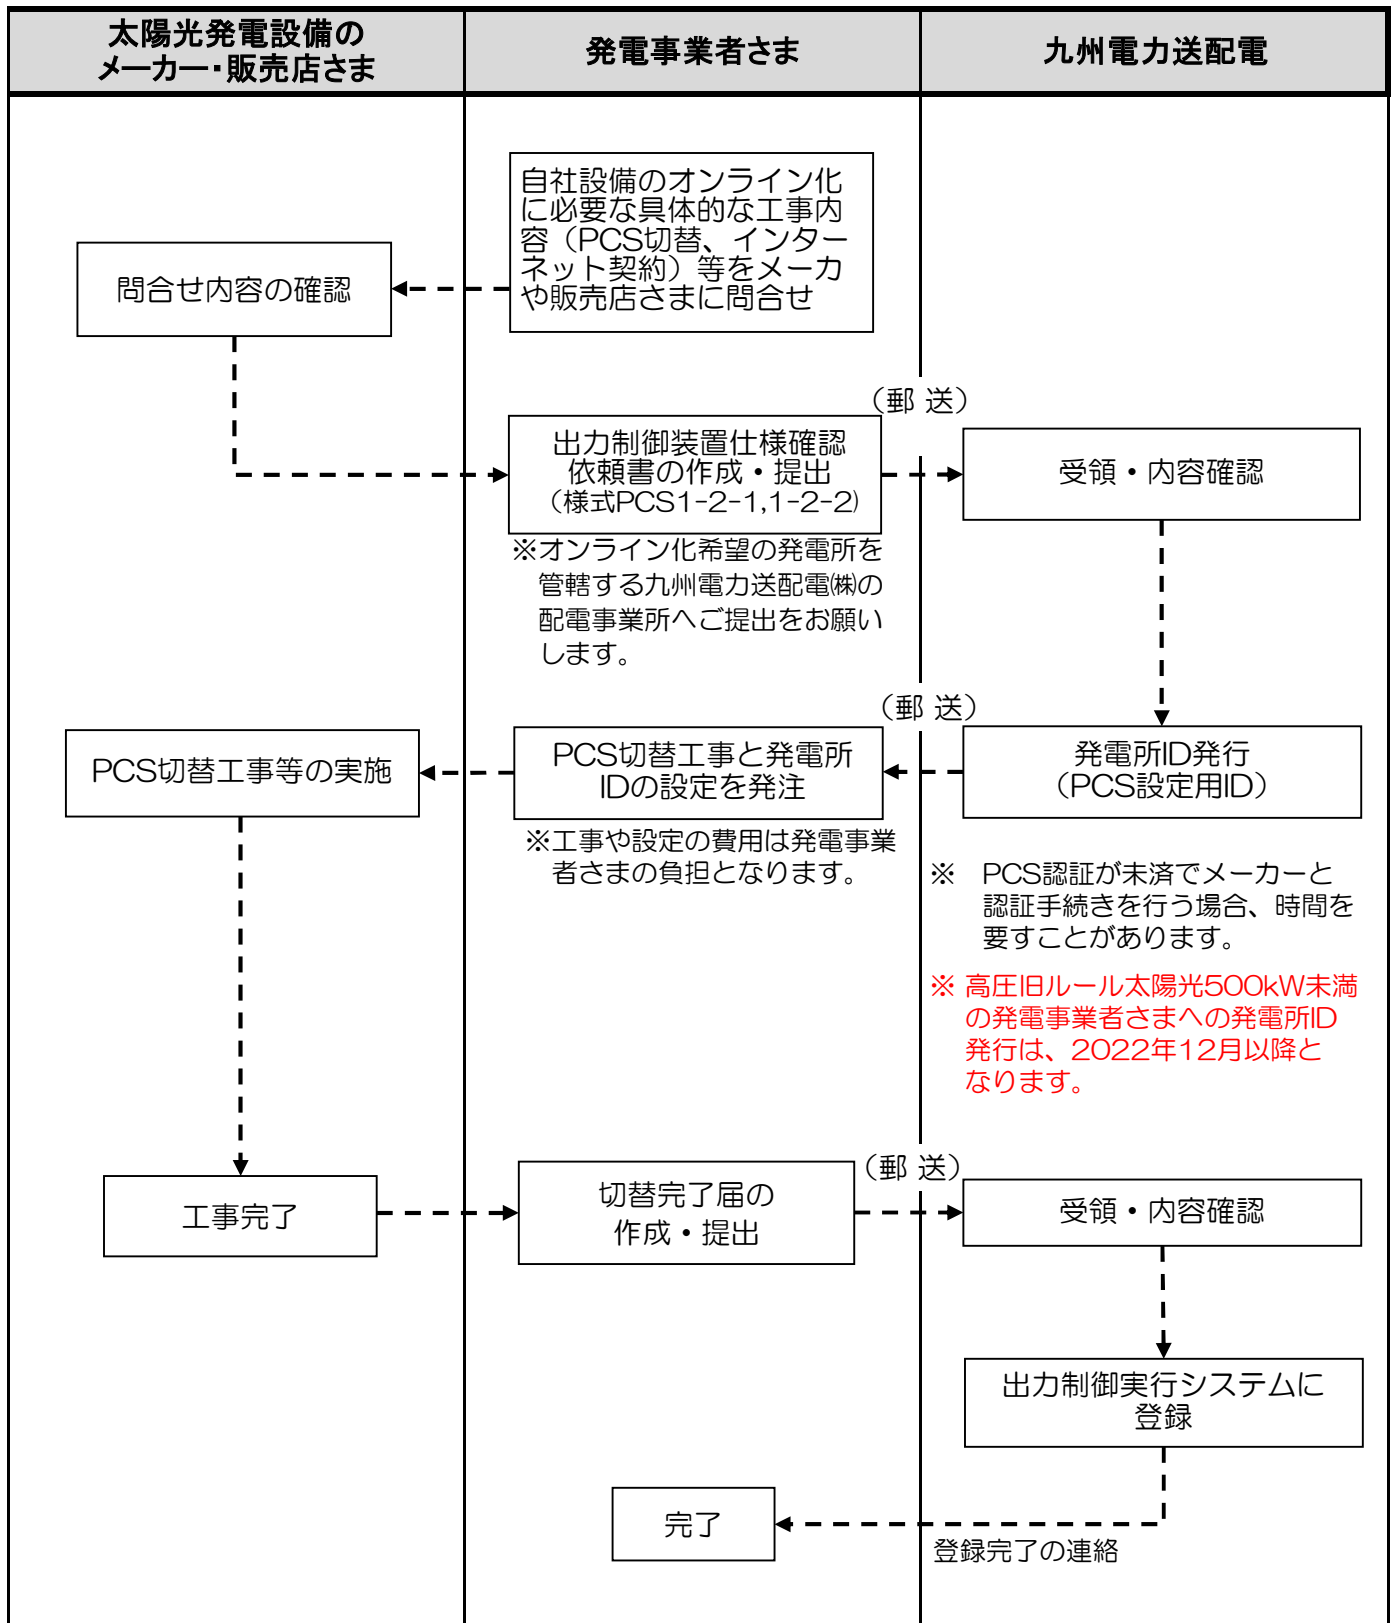 太陽光発電設備の
メーカー・販売店さま
発電事業者さま
九州電力送配電
自社設備のオンライン化
に必要な具体的な工事内
容（PCS切替、インター
ネット契約）等をメーカ
や販売店さまに問合せ
問合せ内容の確認
（郵 送）
出力制御装置仕様確認
依頼書の作成・提出
（様式PCS1-2-1,1-2-2）
受領・内容確認
※オンライン化希望の発電所を
管轄する九州電力送配電㈱の
配電事業所へご提出をお願い
します。
（郵 送）
PCS切替工事等の実施
PCS切替工事と発電所
IDの設定を発注
発電所ID発行
（PCS設定用ID）
※工事や設定の費用は発電事業
者さまの負担となります。
※ PCS認証が未済でメーカーと
認証手続きを行う場合、時間を
要すことがあります。
※ 高圧旧ルール太陽光500kW未満
の発電事業者さまへの発電所ID
発行は、2022年12月以降と
なります。
（郵 送）
工事完了
切替完了届の
作成・提出
受領・内容確認
出力制御実行システムに
登録
完了
登録完了の連絡